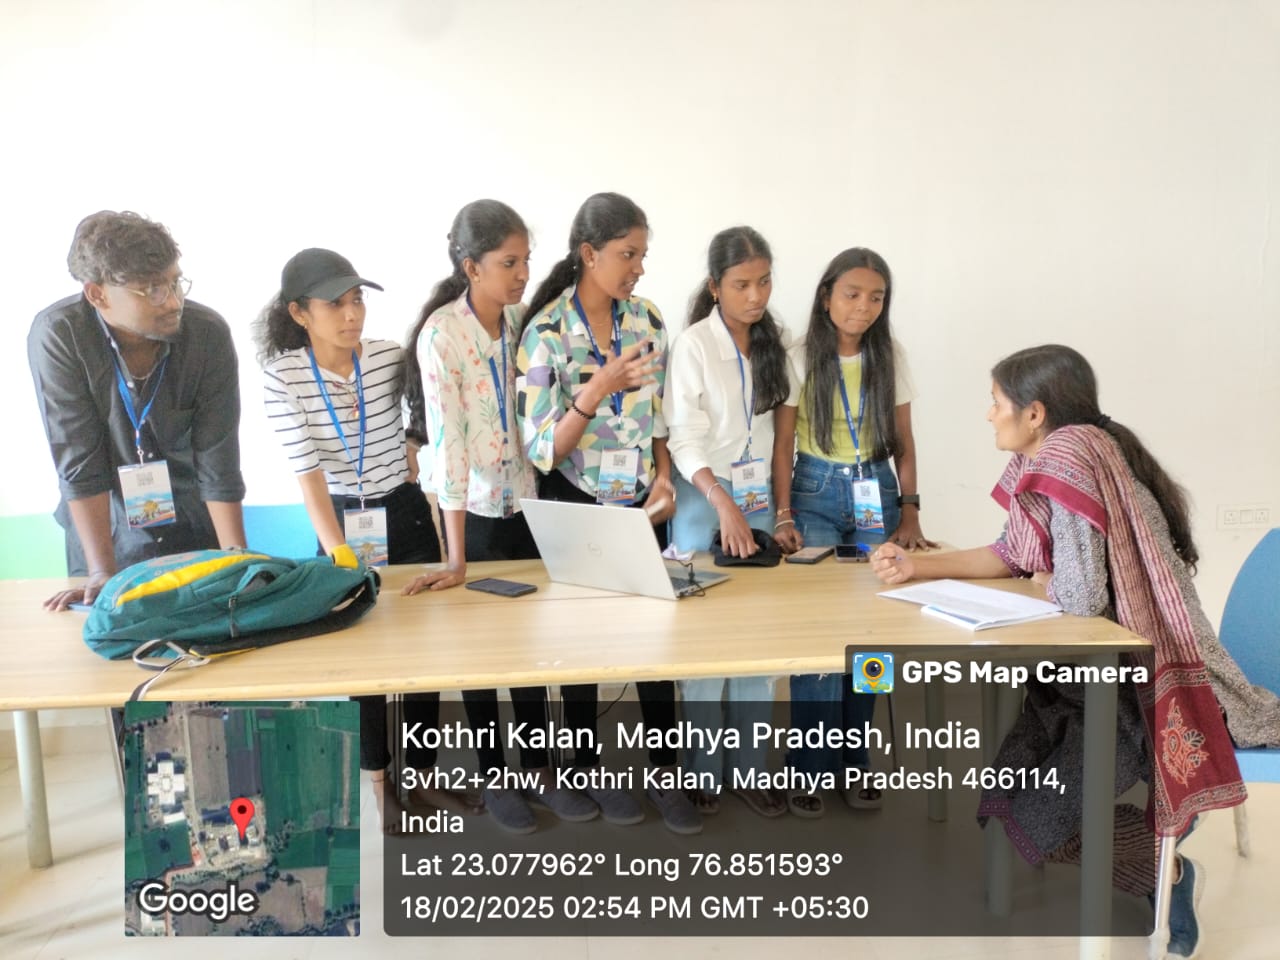 GPS Map Camera
Kothri Kalan, Madhya Pradesh, India
3vh2+2hw, Kothri Kalan, Madhya Pradesh 466114,
India
Lat 23.077962° Long 76.851593°
18/02/2025 02:54 PM GMT +05:30
Google